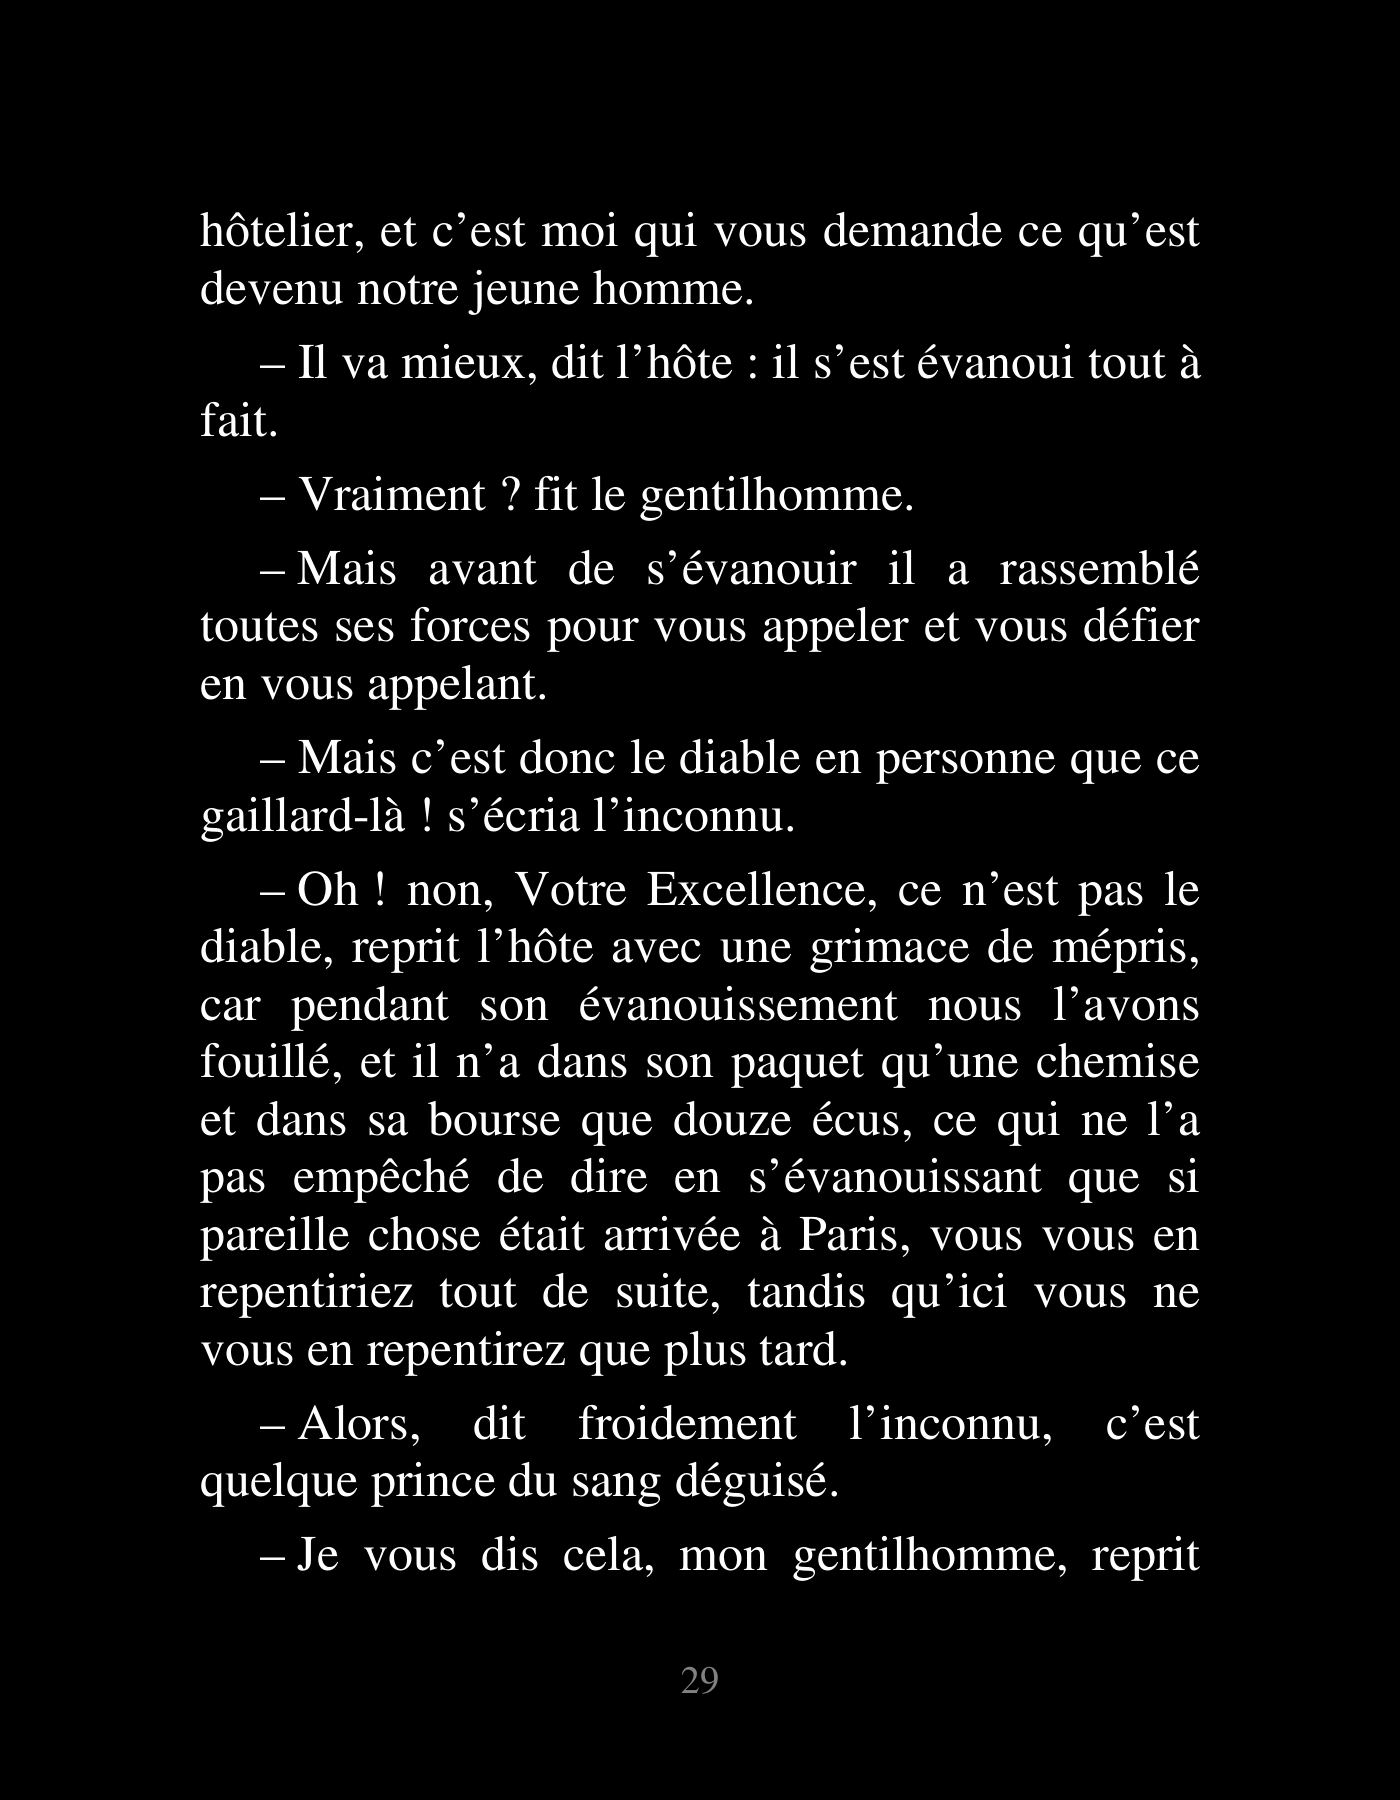 hôtelier, et c’est moi qui vous demande ce qu’est
devenu notre jeune homme.
– Il va mieux, dit l’hôte : il s’est évanoui tout à
fait.
– Vraiment ? fit le gentilhomme.
– Mais avant de s’évanouir il a rassemblé
toutes ses forces pour vous appeler et vous défier
en vous appelant.
– Mais c’est donc le diable en personne que ce
gaillard-là ! s’écria l’inconnu.
– Oh ! non, Votre Excellence, ce n’est pas le
diable, reprit l’hôte avec une grimace de mépris,
car pendant son évanouissement nous l’avons
fouillé, et il n’a dans son paquet qu’une chemise
et dans sa bourse que douze écus, ce qui ne l’a
pas empêché de dire en s’évanouissant que si
pareille chose était arrivée à Paris, vous vous en
repentiriez tout de suite, tandis qu’ici vous ne
vous en repentirez que plus tard.
– Alors, dit froidement l’inconnu, c’est
quelque prince du sang déguisé.
– Je vous dis cela, mon gentilhomme, reprit
29